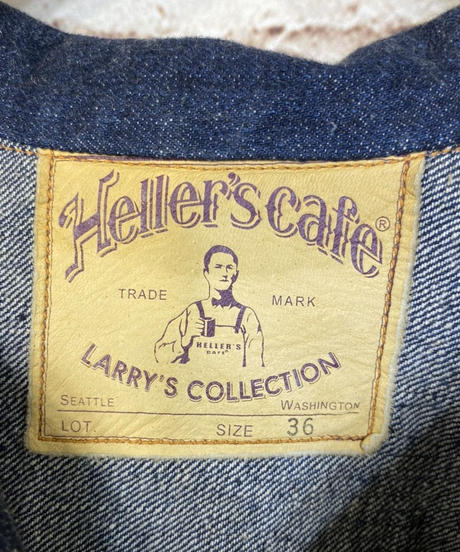 Heller's Cafe ®
TRADE MARK
HELLER'S
CAFE
LARRY'S COLLECTION
SEATTLE WASHINGTON
LOT. SIZE 36